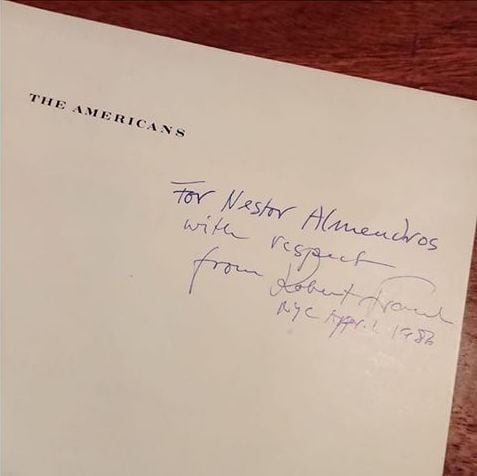 THE AMERICANS
For Nestor Almendros
with respect
from Robert Frank
NYC April 1986